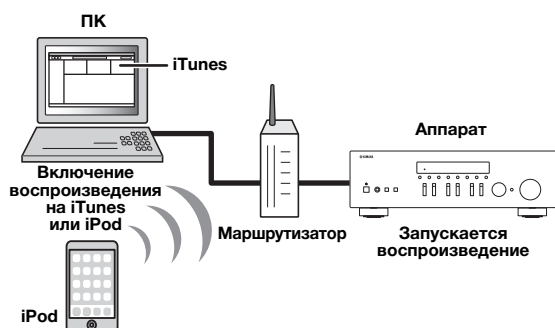 ПК
iTunes
Включение
воспроизведения
на iTunes
или iPod
iPod
Маршрутизатор
Аппарат
Запускается
воспроизведение